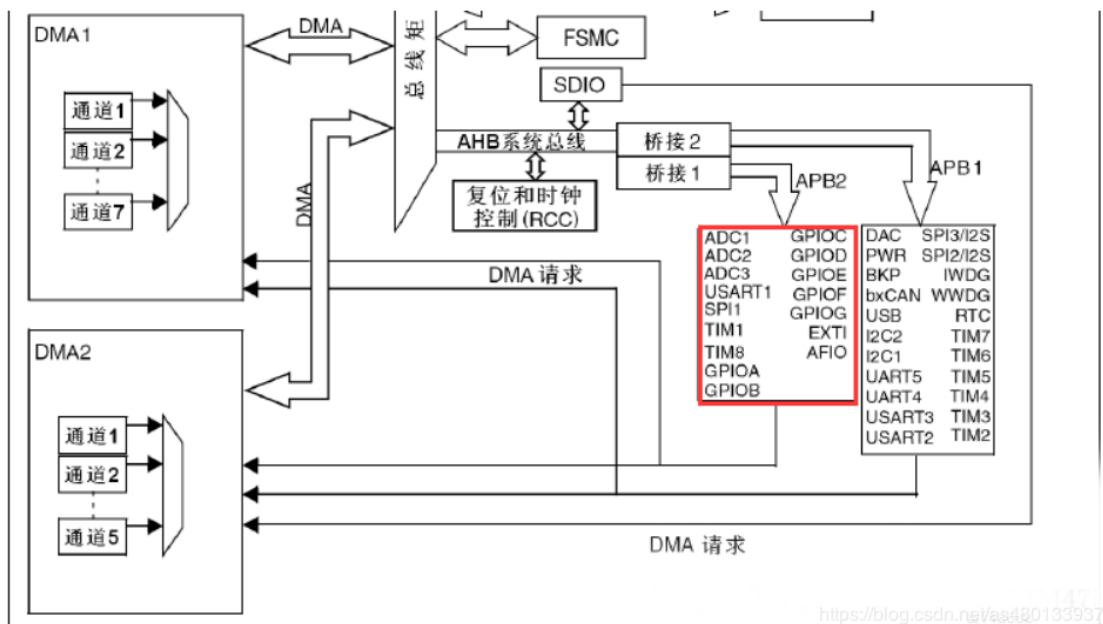 DMA1
通道1
通道2
通道7
DMA
总线矩
FSMC
SDIO
AHB系统总线
复位和时钟
控制(RCC)
桥接2
桥接1
APB2
APB1
DMA
DMA 请求
ADC1 GPIOC
ADC2 GPIOD
ADC3 GPIOE
USART1 GPIOF
SPI1 GPIOG
TIM1 EXTI
TIM8 AFIO
GPIOA
GPIOB
DAC SPI3/I2S
PWR SPI2/I2S
BKP IWDG
bxCAN WWDG
USB RTC
I2C2 TIM7
I2C1 TIM6
UART5 TIM5
UART4 TIM4
USART3 TIM3
USART2 TIM2
DMA2
通道1
通道2
通道5
DMA 请求
https://blog.csdn.net/as480133937